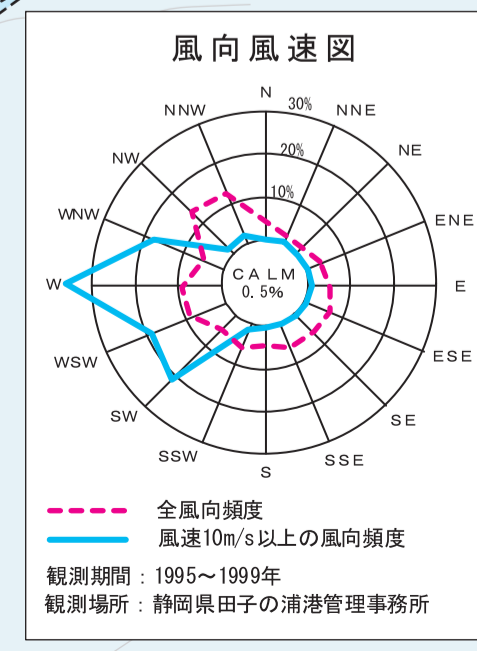 風向風速図
N
30%
NNW
NNE
20%
NW
NE
10%
WNW
ENE
CALM
0.5%
W
E
WSW
ESE
SW
SE
SSW
SSE
S
全風向頻度
風速10m/s以上の風向頻度
観測期間：1995～1999年
観測場所：静岡県田子の浦港管理事務所